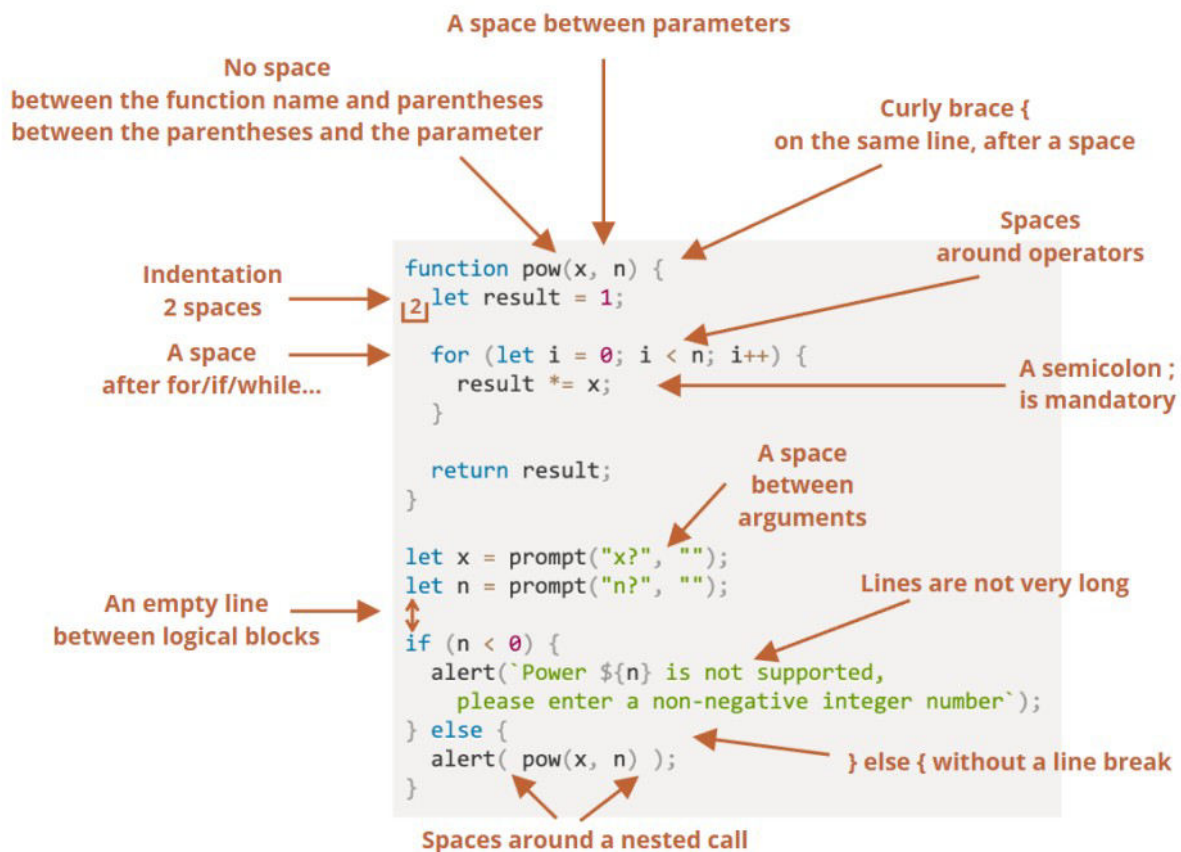 A space between parameters
No space
between the function name and parentheses
between the parentheses and the parameter
Curly brace {
on the same line, after a space
Spaces
around operators
Indentation
2 spaces
A space
after for/if/while...
A semicolon ;
is mandatory
function pow(x, n) {
2
  let result = 1;

  for (let i = 0; i < n; i++) {
    result *= x;
  }

  return result;
}
A space
between
arguments
let x = prompt("x?", "");
let n = prompt("n?", "");
An empty line
between logical blocks
Lines are not very long
if (n < 0) {
  alert(`Power ${n} is not supported,
    please enter a non-negative integer number`);
} else {
  alert( pow(x, n) );
}
} else { without a line break
Spaces around a nested call